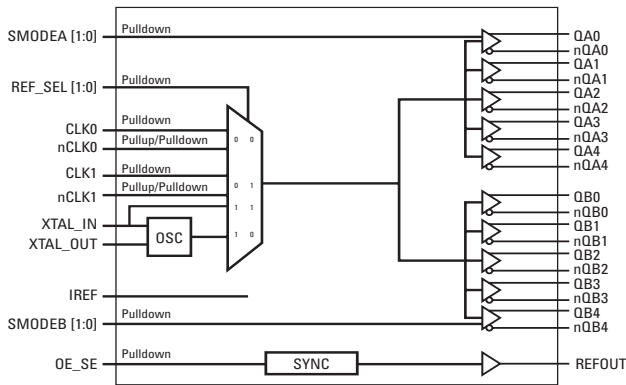 SMODEA [1:0]
Pulldown
REF_SEL [1:0]
Pulldown
CLK0
Pulldown
nCLK0
Pullup/Pulldown
CLK1
Pulldown
nCLK1
Pullup/Pulldown
XTAL_IN
XTAL_OUT
OSC
0 0
0 1
1 1
1 0
IREF
SMODEB [1:0]
Pulldown
OE_SE
Pulldown
SYNC
QA0
nQA0
QA1
nQA1
QA2
nQA2
QA3
nQA3
QA4
nQA4
QB0
nQB0
QB1
nQB1
QB2
nQB2
QB3
nQB3
QB4
nQB4
REFOUT